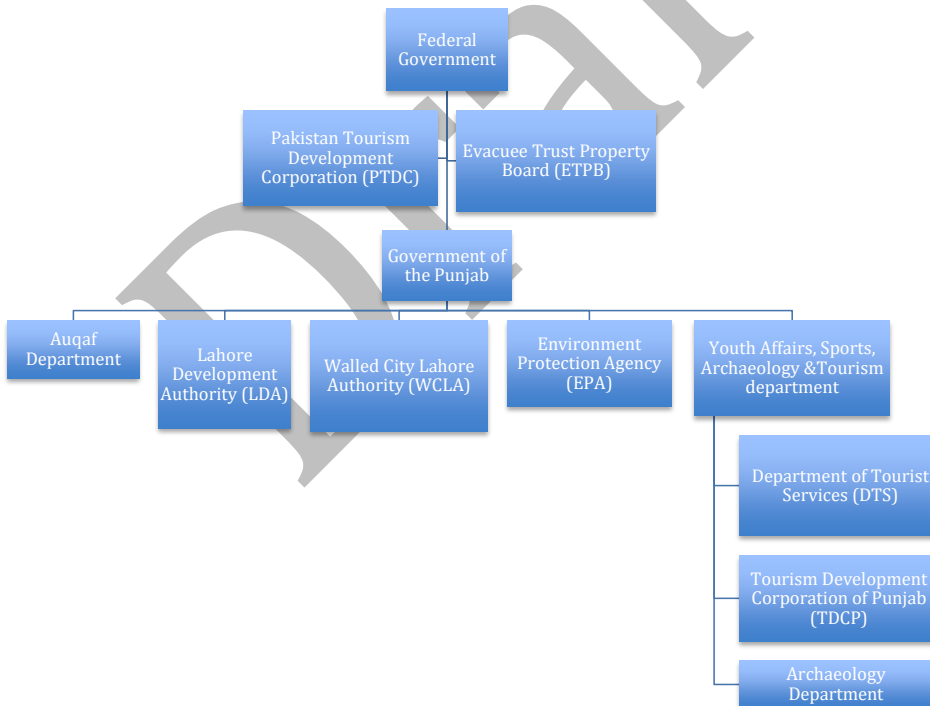 Federal
Government
Pakistan Tourism
Development
Corporation (PTDC)
Evacuee Trust Property
Board (ETPB)
Government of
the Punjab
Auqaf
Department
Lahore
Development
Authority (LDA)
Walled City Lahore
Authority (WCLA)
Environment
Protection Agency
(EPA)
Youth Affairs, Sports,
Archaeology &Tourism
department
Department of Tourist
Services (DTS)
Tourism Development
Corporation of Punjab
(TDCP)
Archaeology
Department